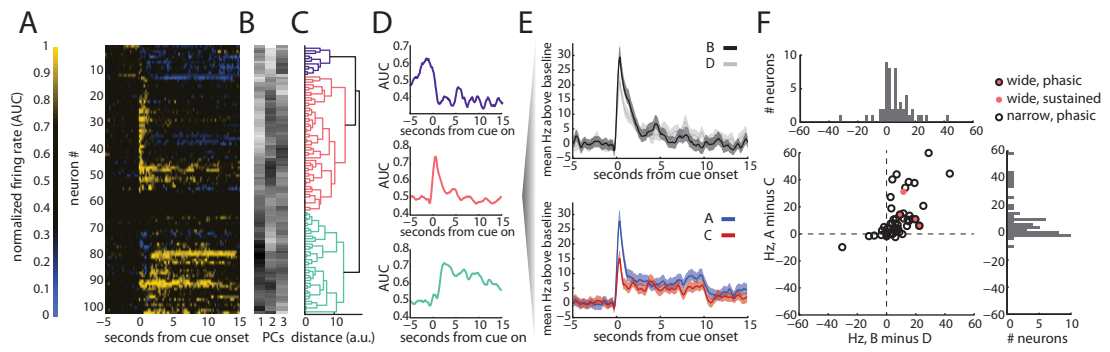 A
B
C
D
E
F
normalized firing rate (AUC)
1
0.9
0.8
0.7
0.6
0.5
0.4
0.3
0.2
0.1
0
neuron #
10
20
30
40
50
60
70
80
90
100
−5 0 5 10 15
seconds from cue onset
1 2 3
PCs
0 10
distance (a.u.)
AUC
0.7
0.6
0.5
0.4
−5 0 5 10 15
seconds from cue on
AUC
0.7
0.6
0.5
0.4
−5 0 5 10 15
seconds from cue on
AUC
0.7
0.6
0.5
0.4
−5 0 5 10 15
seconds from cue on
mean Hz above baseline
30
25
20
15
10
5
0
−5
B
D
−5 0 5 10 15
seconds from cue onset
mean Hz above baseline
30
25
20
15
10
5
0
−5
A
C
−5 0 5 10 15
seconds from cue onset
# neurons
10
5
0
−60 −40 −20 0 20 40 60
wide, phasic
wide, sustained
narrow, phasic
Hz, A minus C
60
40
20
0
−20
−40
−60
−60 −40 −20 0 20 40 60
Hz, B minus D
60
40
20
0
−20
−40
−60
0 5 10
# neurons